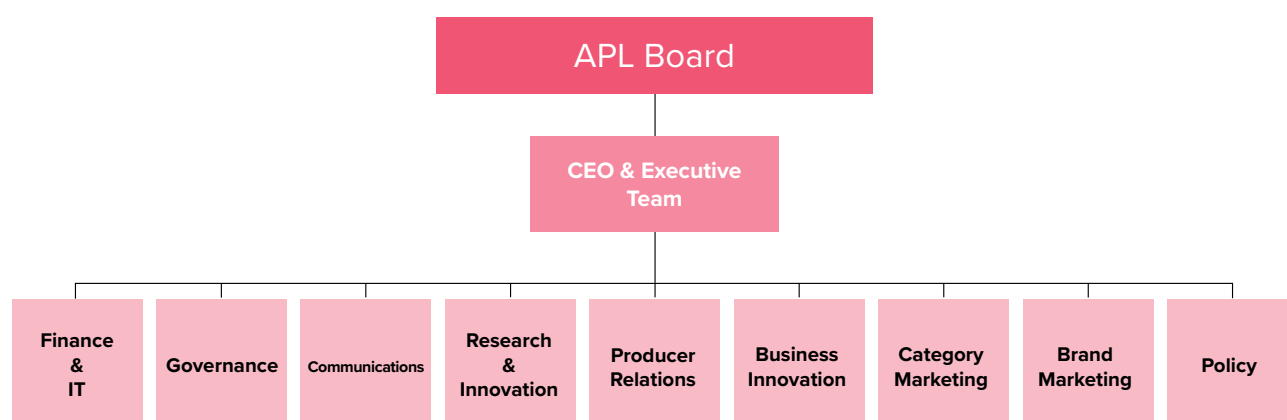 APL Board
CEO & Executive
Team
Finance
&
IT
Governance
Communications
Research
&
Innovation
Producer
Relations
Business
Innovation
Category
Marketing
Brand
Marketing
Policy